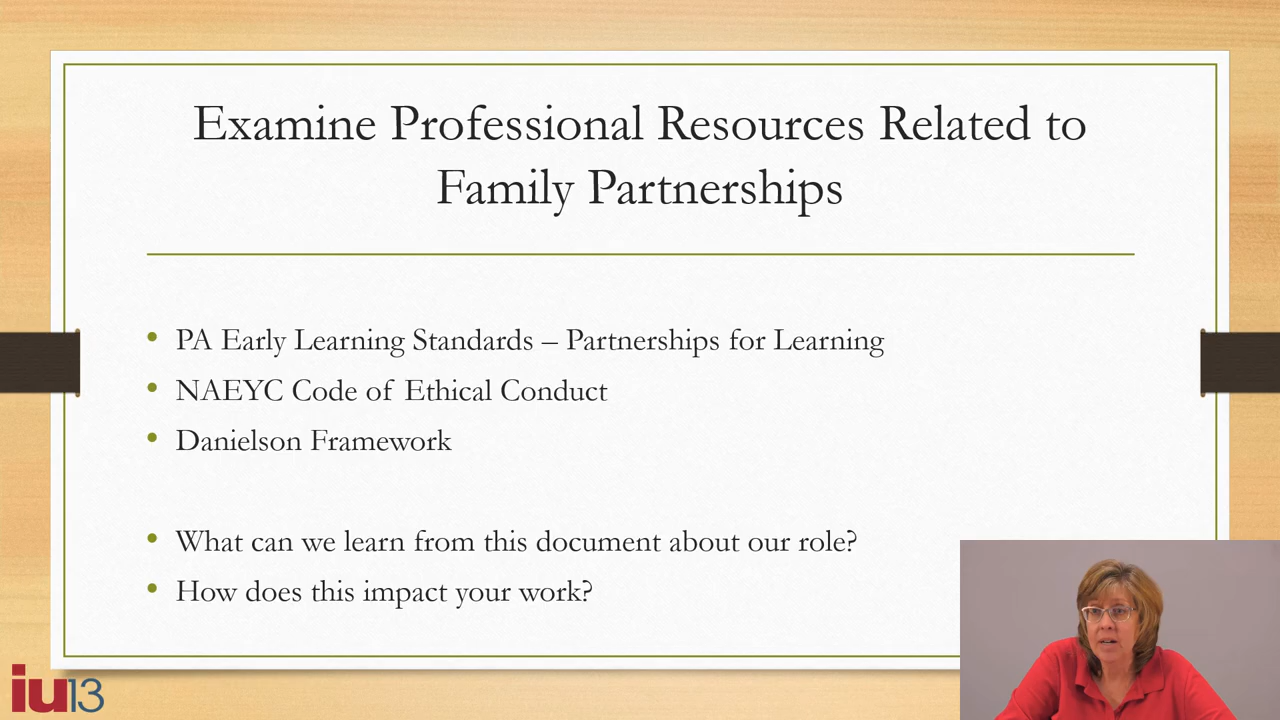 Examine Professional Resources Related to
Family Partnerships
• PA Early Learning Standards – Partnerships for Learning
• NAEYC Code of Ethical Conduct
• Danielson Framework
• What can we learn from this document about our role?
• How does this impact your work?
iu13